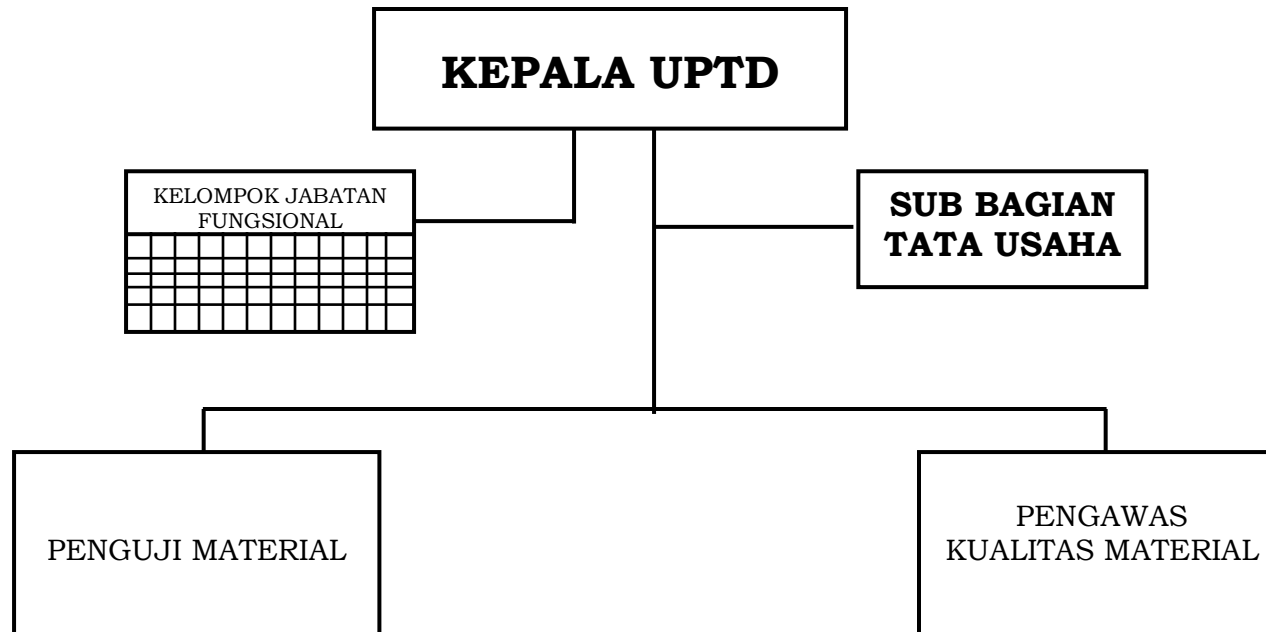 KEPALA UPTD
KELOMPOK JABATAN
FUNGSIONAL
SUB BAGIAN
TATA USAHA
PENGUJI MATERIAL
PENGAWAS
KUALITAS MATERIAL